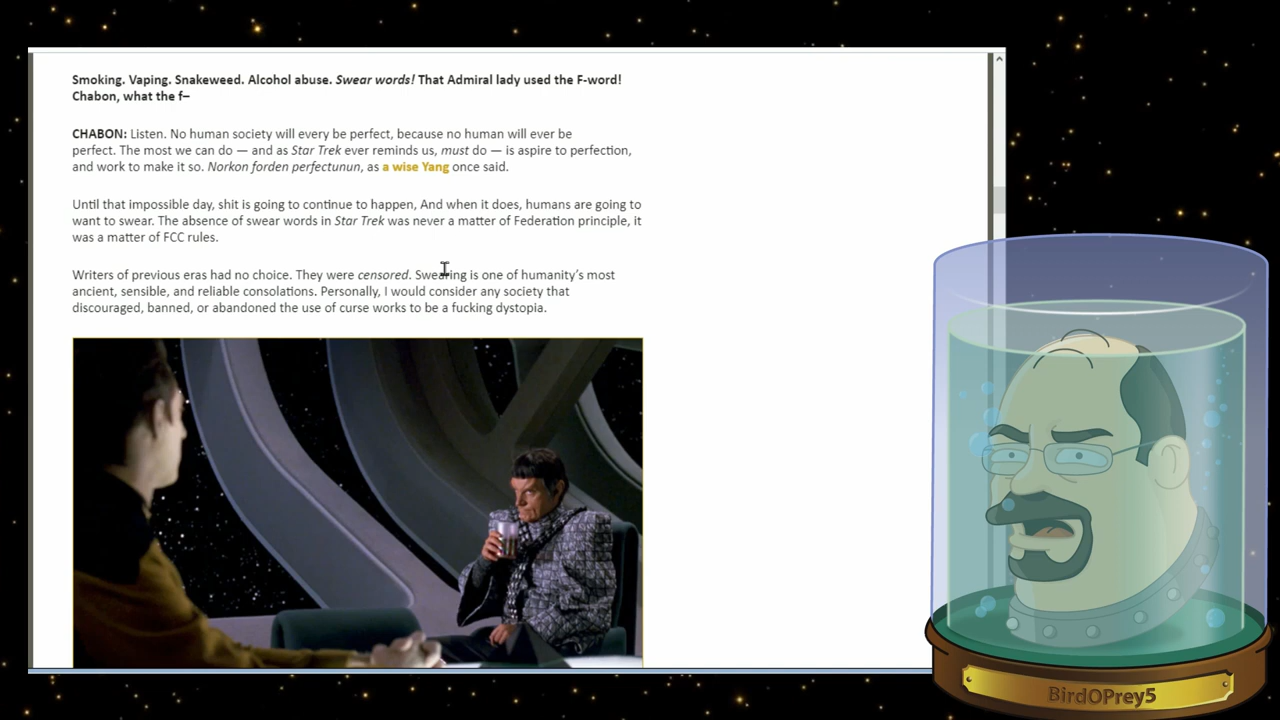 Smoking. Vaping. Snakeweed. Alcohol abuse. Swear words! That Admiral lady used the F-word!
Chabon, what the f–
CHABON: Listen. No human society will every be perfect, because no human will ever be
perfect. The most we can do — and as Star Trek ever reminds us, must do — is aspire to perfection,
and work to make it so. Norkon forden perfectunun, as a wise Yang once said.
Until that impossible day, shit is going to continue to happen, And when it does, humans are going to
want to swear. The absence of swear words in Star Trek was never a matter of Federation principle, it
was a matter of FCC rules.
Writers of previous eras had no choice. They were censored. Swearing is one of humanity's most
ancient, sensible, and reliable consolations. Personally, I would consider any society that
discouraged, banned, or abandoned the use of curse works to be a fucking dystopia.
BirdOPrey5